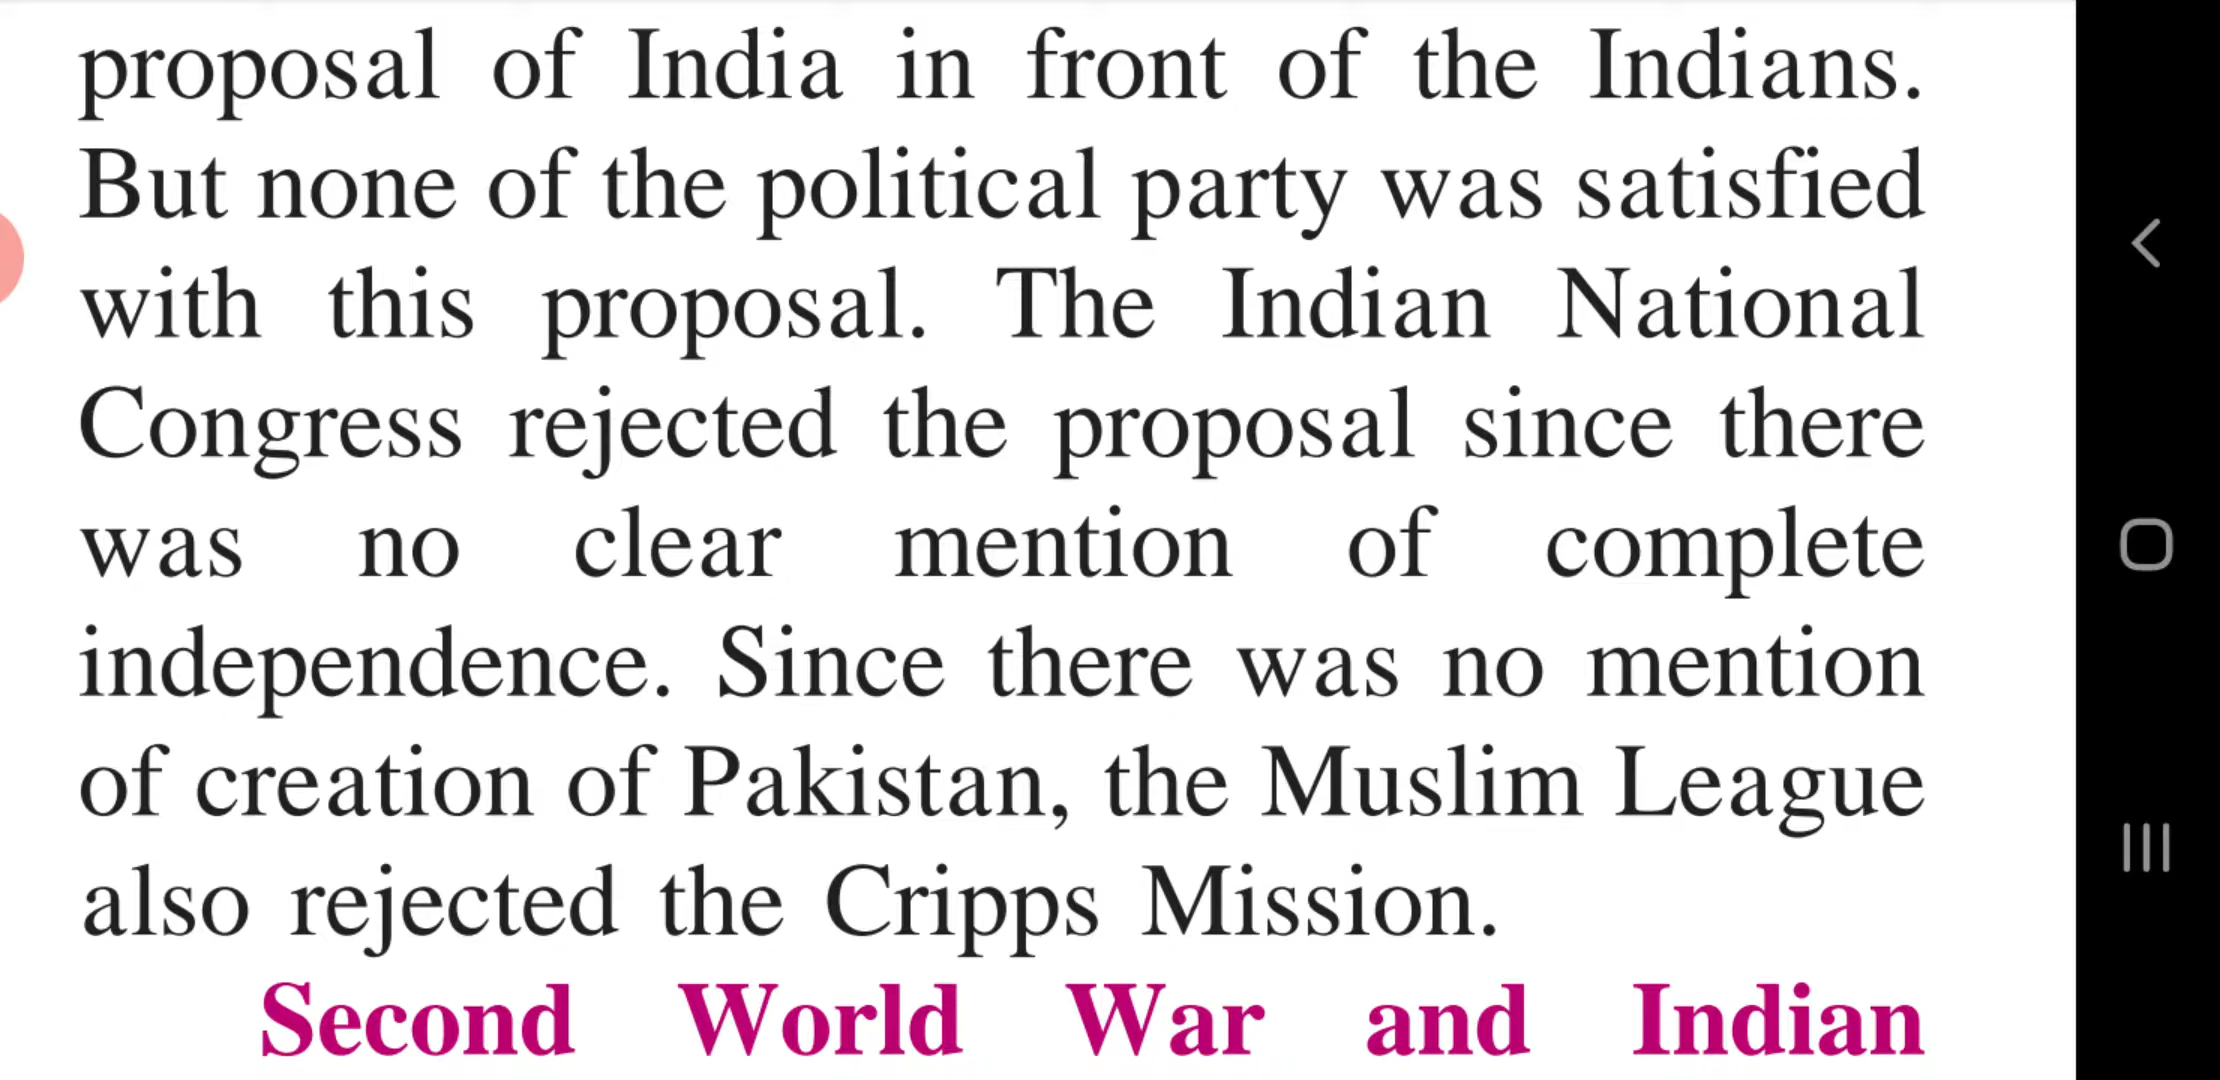 proposal of India in front of the Indians.
But none of the political party was satisfied
with this proposal. The Indian National
Congress rejected the proposal since there
was no clear mention of complete
independence. Since there was no mention
of creation of Pakistan, the Muslim League
also rejected the Cripps Mission.
Second World War and Indian